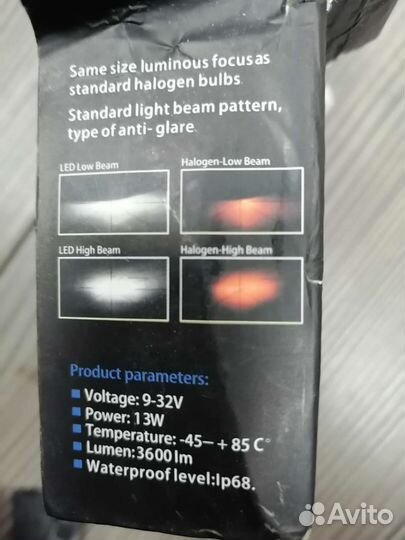 Same size luminous focus as
standard halogen bulbs.
Standard light beam pattern,
type of anti- glare.
LED Low Beam
Halogen-Low Beam
LED High Beam
Halogen-High Beam
Product parameters:
Voltage: 9-32V
Power: 13W
Temperature: -45—+85 C°
Lumen:3600lm
Waterproof level:Ip68.
Avito